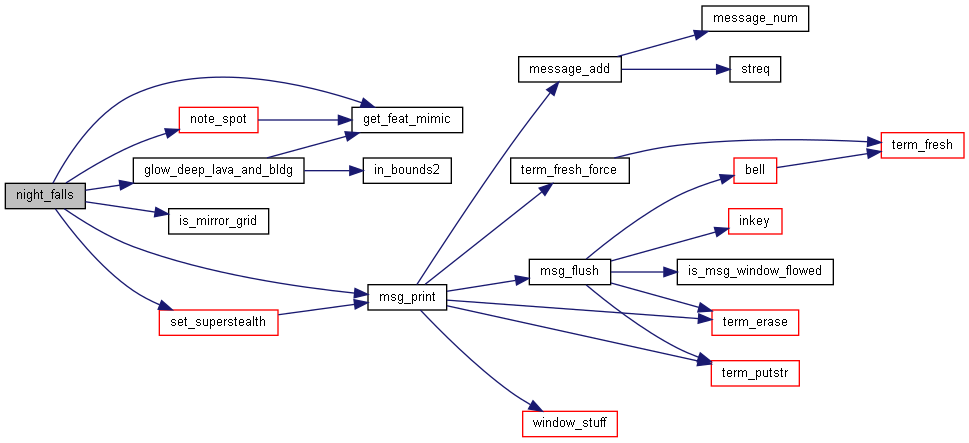 message_num
message_add
streq
note_spot
get_feat_mimic
term_fresh
glow_deep_lava_and_bldg
in_bounds2
term_fresh_force
bell
night_falls
is_mirror_grid
inkey
msg_flush
is_msg_window_flowed
msg_print
set_superstealth
term_erase
term_putstr
window_stuff